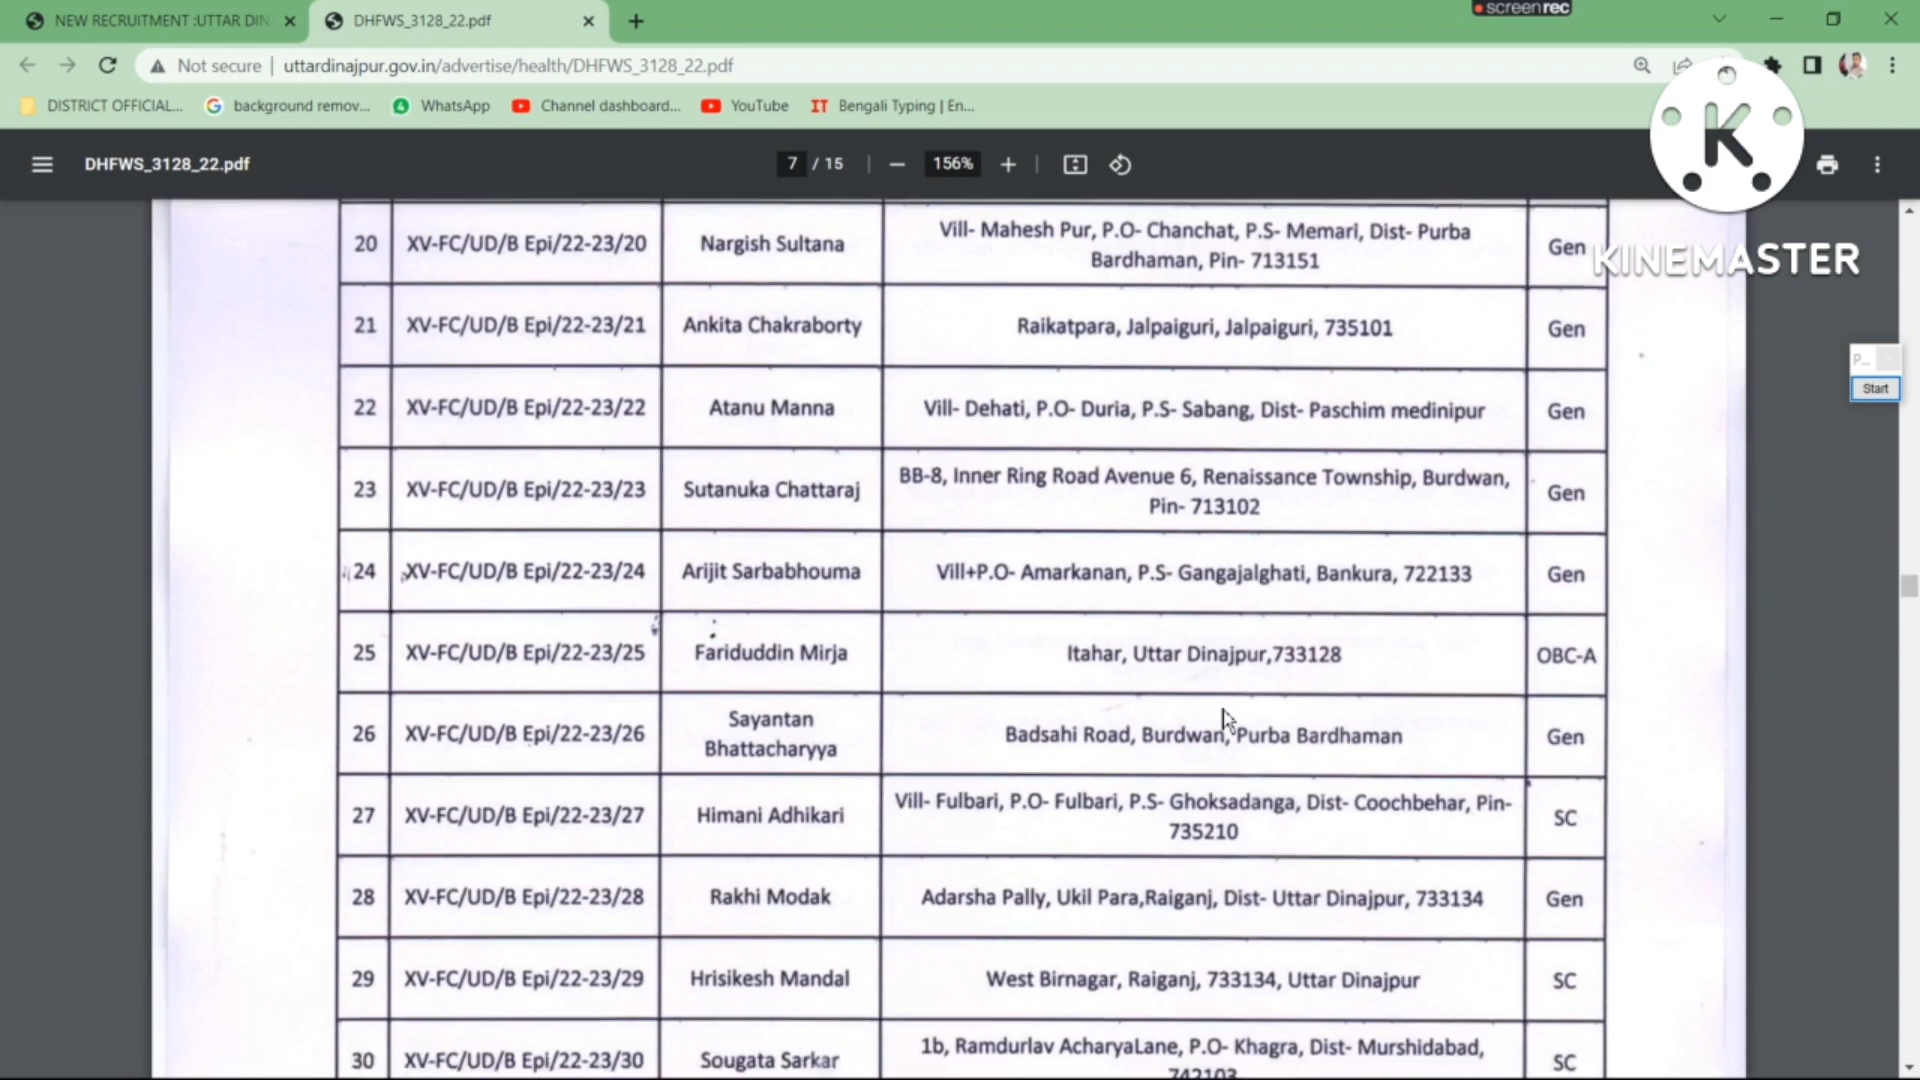 screenrec
NEW RECRUITMENT :UTTAR DIN
DHFWS_3128_22.pdf
Not secure
uttardinajpur.gov.in/advertise/health/DHFWS_3128_22.pdf
DISTRICT OFFICIAL...
background remov...
WhatsApp
Channel dashboard...
YouTube
IT Bengali Typing | En...
DHFWS_3128_22.pdf
7 / 15
156%
K
KINEMASTER
P...
Start
20 XV-FC/UD/B Epi/22-23/20 Nargish Sultana Vill- Mahesh Pur, P.O- Chanchat, P.S- Memari, Dist- Purba
Bardhaman, Pin- 713151 Gen
21 XV-FC/UD/B Epi/22-23/21 Ankita Chakraborty Raikatpara, Jalpaiguri, Jalpaiguri, 735101 Gen
22 XV-FC/UD/B Epi/22-23/22 Atanu Manna Vill- Dehati, P.O- Duria, P.S- Sabang, Dist- Paschim medinipur Gen
23 XV-FC/UD/B Epi/22-23/23 Sutanuka Chattaraj BB-8, Inner Ring Road Avenue 6, Renaissance Township, Burdwan,
Pin- 713102 Gen
24 XV-FC/UD/B Epi/22-23/24 Arijit Sarbabhouma Vill+P.O- Amarkanan, P.S- Gangajalghati, Bankura, 722133 Gen
25 XV-FC/UD/B Epi/22-23/25 Fariduddin Mirja Itahar, Uttar Dinajpur,733128 OBC-A
26 XV-FC/UD/B Epi/22-23/26 Sayantan
Bhattacharyya Badsahi Road, Burdwan, Purba Bardhaman Gen
27 XV-FC/UD/B Epi/22-23/27 Himani Adhikari Vill- Fulbari, P.O- Fulbari, P.S- Ghoksadanga, Dist- Coochbehar, Pin-
735210 SC
28 XV-FC/UD/B Epi/22-23/28 Rakhi Modak Adarsha Pally, Ukil Para,Raiganj, Dist- Uttar Dinajpur, 733134 Gen
29 XV-FC/UD/B Epi/22-23/29 Hrisikesh Mandal West Birnagar, Raiganj, 733134, Uttar Dinajpur SC
30 XV-FC/UD/B Epi/22-23/30 Sougata Sarkar 1b, Ramdurlav AcharyaLane, P.O- Khagra, Dist- Murshidabad,
742103 SC